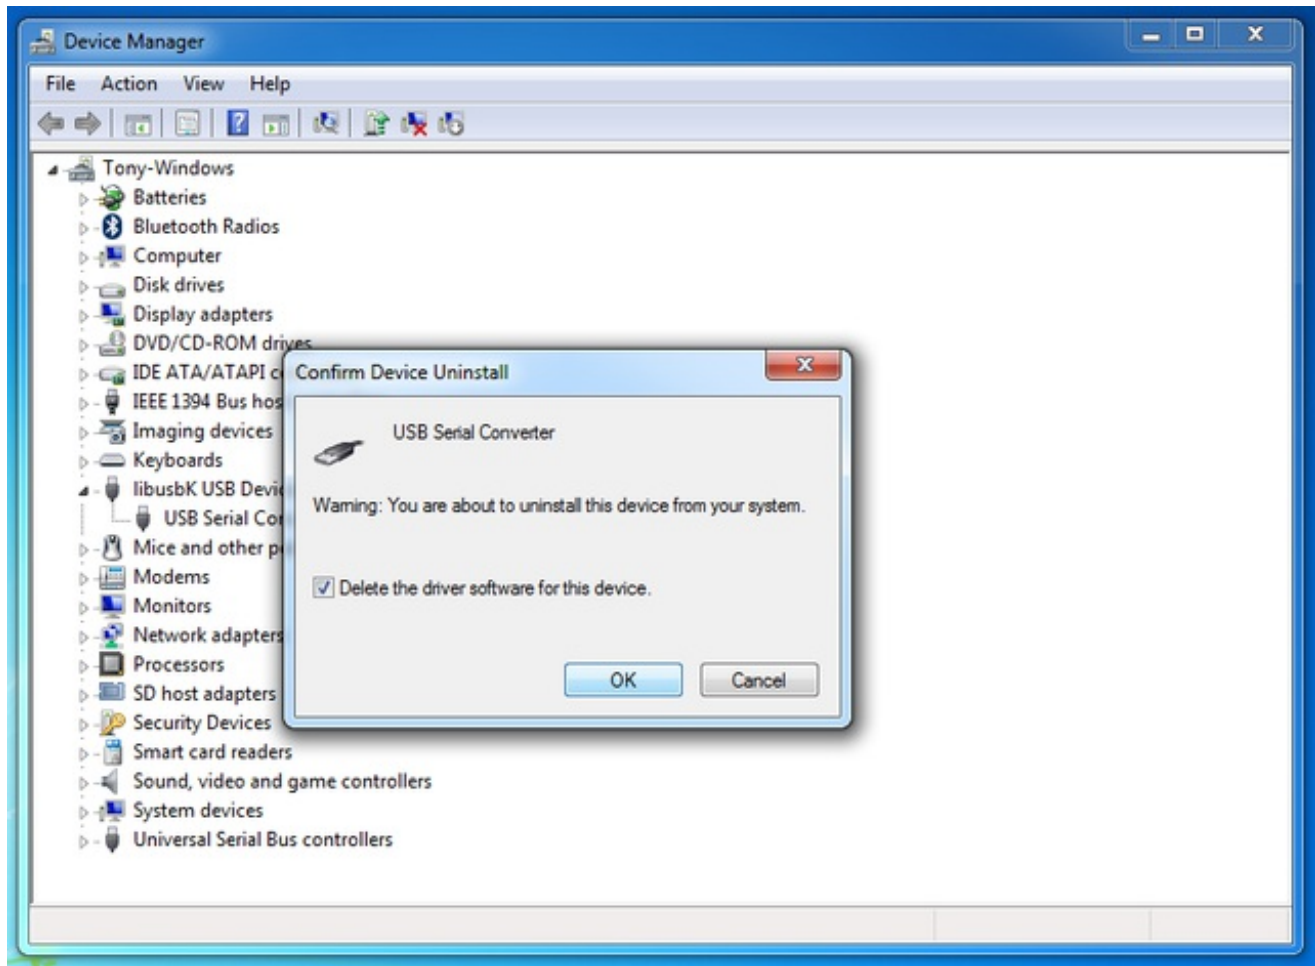 Device Manager
File Action View Help
Tony-Windows
Batteries
Bluetooth Radios
Computer
Disk drives
Display adapters
DVD/CD-ROM drives
IDE ATA/ATAPI
IEEE 1394 Bus
Imaging devices
Keyboards
libusbK USB
USB Serial
Mice and other
Modems
Monitors
Network adapters
Processors
SD host adapters
Security Devices
Smart card readers
Sound, video and game controllers
System devices
Universal Serial Bus controllers
Confirm Device Uninstall
USB Serial Converter
Warning: You are about to uninstall this device from your system.
Delete the driver software for this device.
OK Cancel